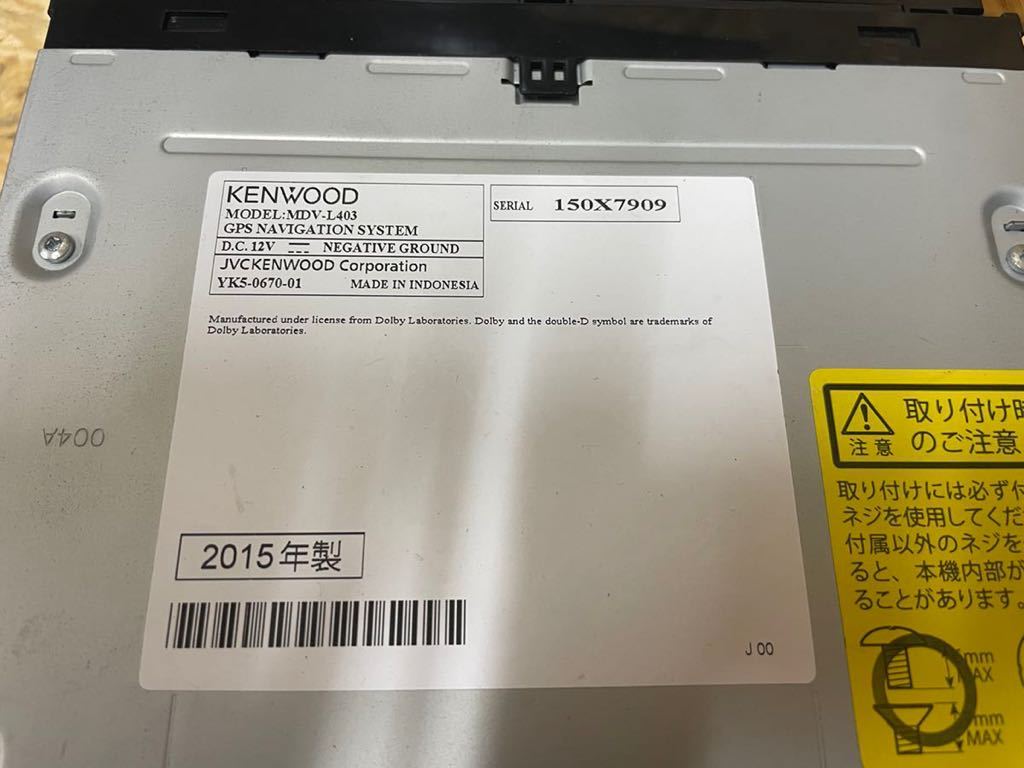 KENWOOD
MODEL:MDV-L403
GPS NAVIGATION SYSTEM
D.C. 12V NEGATIVE GROUND
JVCKENWOOD Corporation
YK5-0670-01 MADE IN INDONESIA
SERIAL 150X7909
Manufactured under license from Dolby Laboratories. Dolby and the double-D symbol are trademarks of
Dolby Laboratories.
004A
2015年製
J 00
注意
取り付け時
のご注意
取り付けには必ず付
ネジを使用してくだ
付属以外のネジを
ると、本機内部が
ることがあります。
mm
MAX
mm
MAX